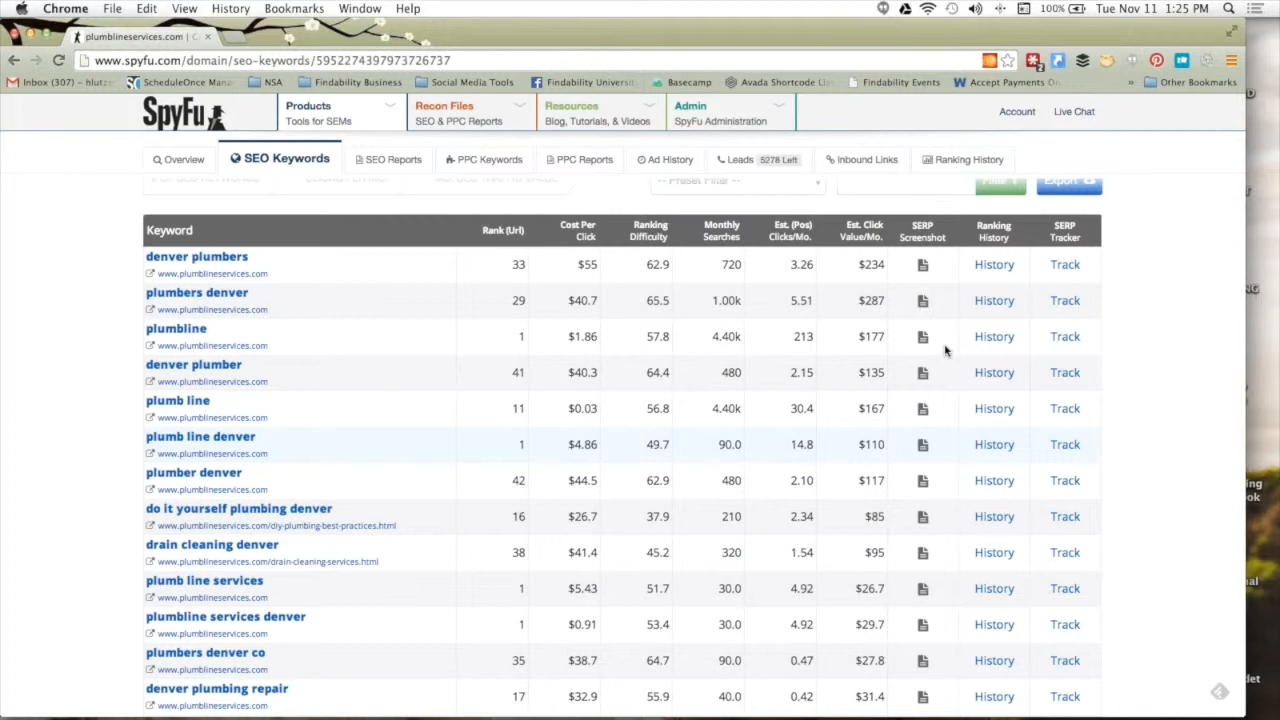 Chrome File Edit View History Bookmarks Window Help 100% Tue Nov 11 1:25 PM
plumblineservices.com |
www.spyfu.com/domain/seo-keywords/5952274397973726737
Inbox (307) – hlutze ScheduleOnce Mana NSA Findability Business Social Media Tools Findability Universi Basecamp Avada Shortcode Findability Events Accept Payments On » Other Bookmarks
SpyFu
Products
Tools for SEMs
Recon Files
SEO & PPC Reports
Resources
Blog, Tutorials, & Videos
Admin
SpyFu Administration
Account Live Chat
Overview SEO Keywords SEO Reports PPC Keywords PPC Reports Ad History Leads 5278 Left Inbound Links Ranking History
-- Preset Filter -- Filter Export
Keyword Rank (Url) Cost Per Click Ranking Difficulty Monthly Searches Est. (Pos) Clicks/Mo. Est. Click Value/Mo. SERP Screenshot Ranking History SERP Tracker
denver plumbers 33 $55 62.9 720 3.26 $234 History Track
www.plumblineservices.com
plumbers denver 29 $40.7 65.5 1.00k 5.51 $287 History Track
www.plumblineservices.com
plumbline 1 $1.86 57.8 4.40k 213 $177 History Track
www.plumblineservices.com
denver plumber 41 $40.3 64.4 480 2.15 $135 History Track
www.plumblineservices.com
plumb line 11 $0.03 56.8 4.40k 30.4 $167 History Track
www.plumblineservices.com
plumb line denver 1 $4.86 49.7 90.0 14.8 $110 History Track
www.plumblineservices.com
plumber denver 42 $44.5 62.9 480 2.10 $117 History Track
www.plumblineservices.com
do it yourself plumbing denver 16 $26.7 37.9 210 2.34 $85 History Track
www.plumblineservices.com/diy-plumbing-best-practices.html
drain cleaning denver 38 $41.4 45.2 320 1.54 $95 History Track
www.plumblineservices.com/drain-cleaning-services.html
plumb line services 1 $5.43 51.7 30.0 4.92 $26.7 History Track
www.plumblineservices.com
plumbline services denver 1 $0.91 53.4 30.0 4.92 $29.7 History Track
www.plumblineservices.com
plumbers denver co 35 $38.7 64.7 90.0 0.47 $27.8 History Track
www.plumblineservices.com
denver plumbing repair 17 $32.9 55.9 40.0 0.42 $31.4 History Track
www.plumblineservices.com